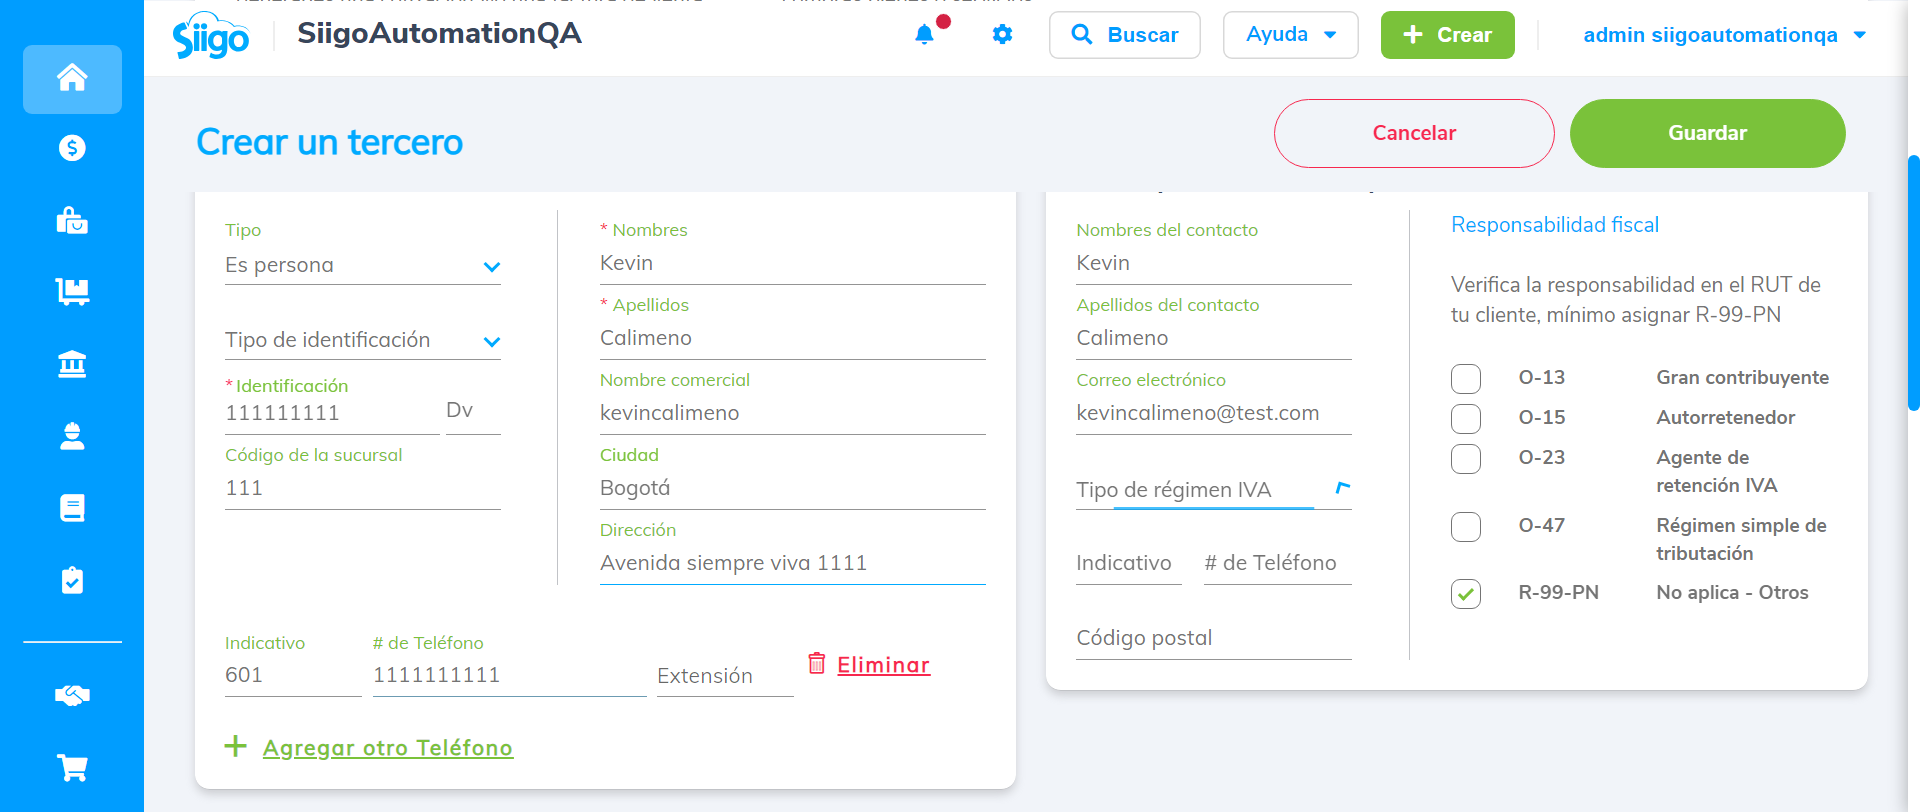 Siigo
SiigoAutomationQA
Buscar
Ayuda
Crear
admin siigoautomationqa
Crear un tercero
Cancelar
Guardar
Tipo
Es persona
Tipo de identificación
* Identificación
111111111
Dv
Código de la sucursal
111
* Nombres
Kevin
* Apellidos
Calimeno
Nombre comercial
kevincalimeno
Ciudad
Bogotá
Dirección
Avenida siempre viva 1111
Indicativo
601
# de Teléfono
1111111111
Extensión
Eliminar
Agregar otro Teléfono
Nombres del contacto
Kevin
Apellidos del contacto
Calimeno
Correo electrónico
kevincalimeno@test.com
Tipo de régimen IVA
Indicativo
# de Teléfono
Código postal
Responsabilidad fiscal
Verifica la responsabilidad en el RUT de
tu cliente, mínimo asignar R-99-PN
O-13 Gran contribuyente
O-15 Autorretenedor
O-23 Agente de
retención IVA
O-47 Régimen simple de
tributación
R-99-PN No aplica - Otros